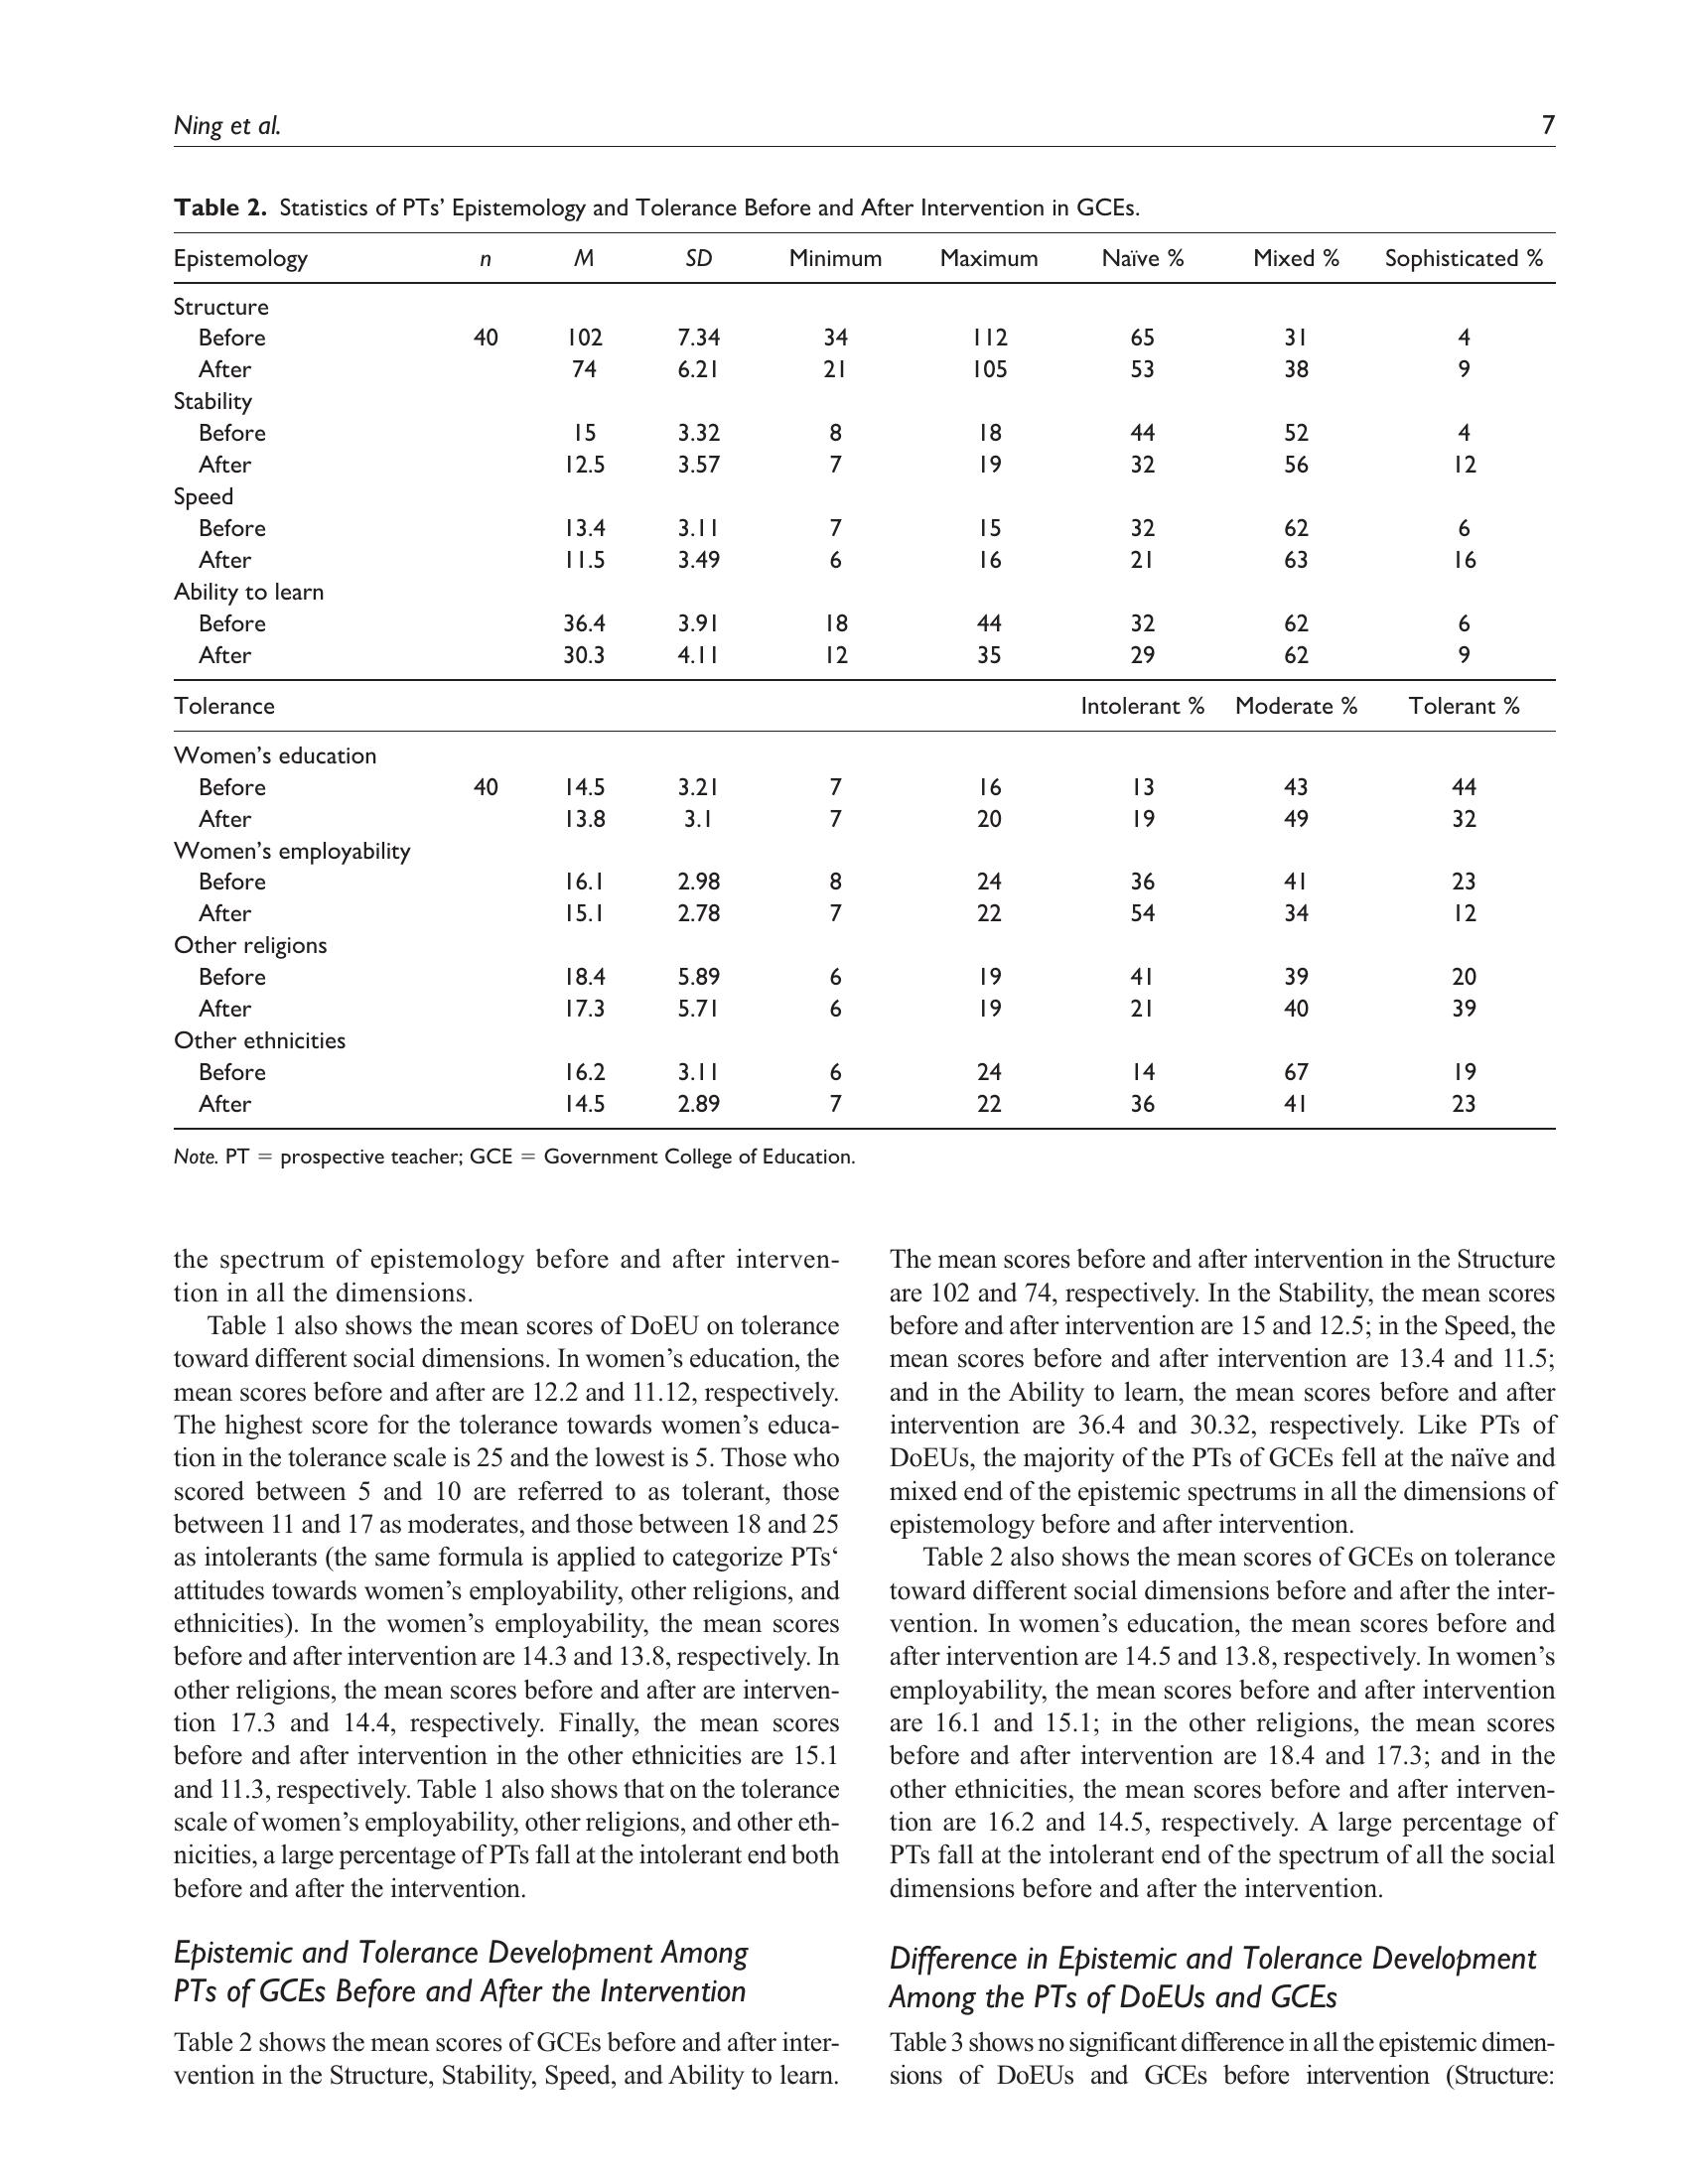 Ning et al. 7
Table 2. Statistics of PTs’ Epistemology and Tolerance Before and After Intervention in GCEs.
Epistemology n M SD Minimum Maximum Naïve % Mixed % Sophisticated %
Structure
Before 40 102 7.34 34 112 65 31 4
After 74 6.21 21 105 53 38 9
Stability
Before 15 3.32 8 18 44 52 4
After 12.5 3.57 7 19 32 56 12
Speed
Before 13.4 3.11 7 15 32 62 6
After 11.5 3.49 6 16 21 63 16
Ability to learn
Before 36.4 3.91 18 44 32 62 6
After 30.3 4.11 12 35 29 62 9
Tolerance Intolerant % Moderate % Tolerant %
Women’s education
Before 40 14.5 3.21 7 16 13 43 44
After 13.8 3.1 7 20 19 49 32
Women’s employability
Before 16.1 2.98 8 24 36 41 23
After 15.1 2.78 7 22 54 34 12
Other religions
Before 18.4 5.89 6 19 41 39 20
After 17.3 5.71 6 19 21 40 39
Other ethnicities
Before 16.2 3.11 6 24 14 67 19
After 14.5 2.89 7 22 36 41 23
Note. PT = prospective teacher; GCE = Government College of Education.
the spectrum of epistemology before and after interven-
tion in all the dimensions.
Table 1 also shows the mean scores of DoEU on tolerance
toward different social dimensions. In women’s education, the
mean scores before and after are 12.2 and 11.12, respectively.
The highest score for the tolerance towards women’s educa-
tion in the tolerance scale is 25 and the lowest is 5. Those who
scored between 5 and 10 are referred to as tolerant, those
between 11 and 17 as moderates, and those between 18 and 25
as intolerants (the same formula is applied to categorize PTs‘
attitudes towards women’s employability, other religions, and
ethnicities). In the women’s employability, the mean scores
before and after intervention are 14.3 and 13.8, respectively. In
other religions, the mean scores before and after are interven-
tion 17.3 and 14.4, respectively. Finally, the mean scores
before and after intervention in the other ethnicities are 15.1
and 11.3, respectively. Table 1 also shows that on the tolerance
scale of women’s employability, other religions, and other eth-
nicities, a large percentage of PTs fall at the intolerant end both
before and after the intervention.
Epistemic and Tolerance Development Among
PTs of GCEs Before and After the Intervention
Table 2 shows the mean scores of GCEs before and after inter-
vention in the Structure, Stability, Speed, and Ability to learn.
The mean scores before and after intervention in the Structure
are 102 and 74, respectively. In the Stability, the mean scores
before and after intervention are 15 and 12.5; in the Speed, the
mean scores before and after intervention are 13.4 and 11.5;
and in the Ability to learn, the mean scores before and after
intervention are 36.4 and 30.32, respectively. Like PTs of
DoEUs, the majority of the PTs of GCEs fell at the naïve and
mixed end of the epistemic spectrums in all the dimensions of
epistemology before and after intervention.
Table 2 also shows the mean scores of GCEs on tolerance
toward different social dimensions before and after the inter-
vention. In women’s education, the mean scores before and
after intervention are 14.5 and 13.8, respectively. In women’s
employability, the mean scores before and after intervention
are 16.1 and 15.1; in the other religions, the mean scores
before and after intervention are 18.4 and 17.3; and in the
other ethnicities, the mean scores before and after interven-
tion are 16.2 and 14.5, respectively. A large percentage of
PTs fall at the intolerant end of the spectrum of all the social
dimensions before and after the intervention.
Difference in Epistemic and Tolerance Development
Among the PTs of DoEUs and GCEs
Table 3 shows no significant difference in all the epistemic dimen-
sions of DoEUs and GCEs before intervention (Structure: